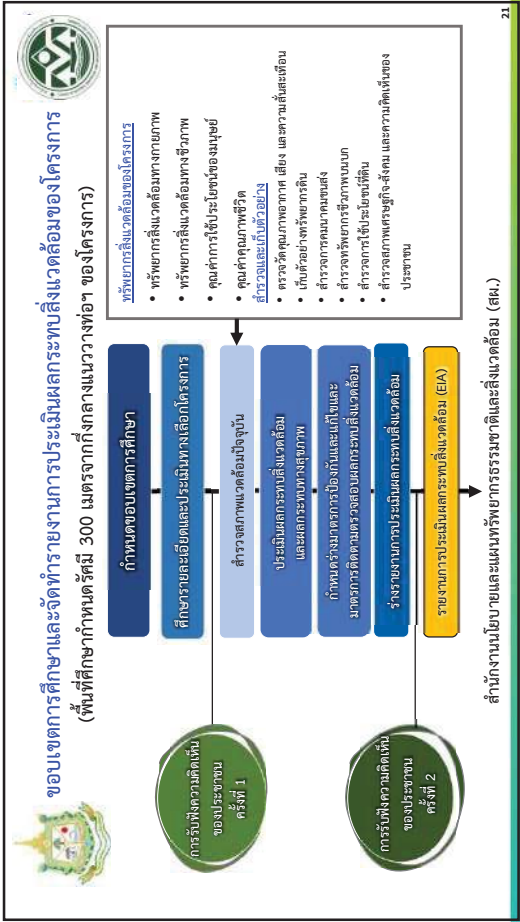 ขอบเขตการศึกษาและจัดทำรายงานการประเมินผลกระทบสิ่งแวดล้อมของโครงการ
(พื้นที่ศึกษากำหนดรัศมี 300 เมตรจากกึ่งกลางแนววางท่อฯ ของโครงการ)
กำหนดขอบเขตการศึกษา
ศึกษารายละเอียดและประเมินทางเลือกโครงการ
การรับฟังความคิดเห็น
ของประชาชน
ครั้งที่ 1
สำรวจสภาพแวดล้อมปัจจุบัน
ทรัพยากรสิ่งแวดล้อมของโครงการ
• ทรัพยากรสิ่งแวดล้อมทางกายภาพ
• ทรัพยากรสิ่งแวดล้อมทางชีวภาพ
• คุณค่าการใช้ประโยชน์ของมนุษย์
• คุณค่าคุณภาพชีวิต
สำรวจและเก็บตัวอย่าง
• ตรวจวัดคุณภาพอากาศ เสียง และความสั่นสะเทือน
• เก็บตัวอย่างทรัพยากรดิน
• สำรวจการคมนาคมขนส่ง
• สำรวจทรัพยากรชีวภาพบนบก
• สำรวจการใช้ประโยชน์ที่ดิน
• สำรวจสภาพเศรษฐกิจ-สังคม และความคิดเห็นของ
ประชาชน
ประเมินผลกระทบสิ่งแวดล้อม
และผลกระทบทางสุขภาพ
กำหนดร่างมาตรการป้องกันและแก้ไขและ
มาตรการติดตามตรวจสอบผลกระทบสิ่งแวดล้อม
ร่างรายงานการประเมินผลกระทบสิ่งแวดล้อม
การรับฟังความคิดเห็น
ของประชาชน
ครั้งที่ 2
รายงานการประเมินผลกระทบสิ่งแวดล้อม (EIA)
สำนักงานนโยบายและแผนทรัพยากรธรรมชาติและสิ่งแวดล้อม (สผ.)
21